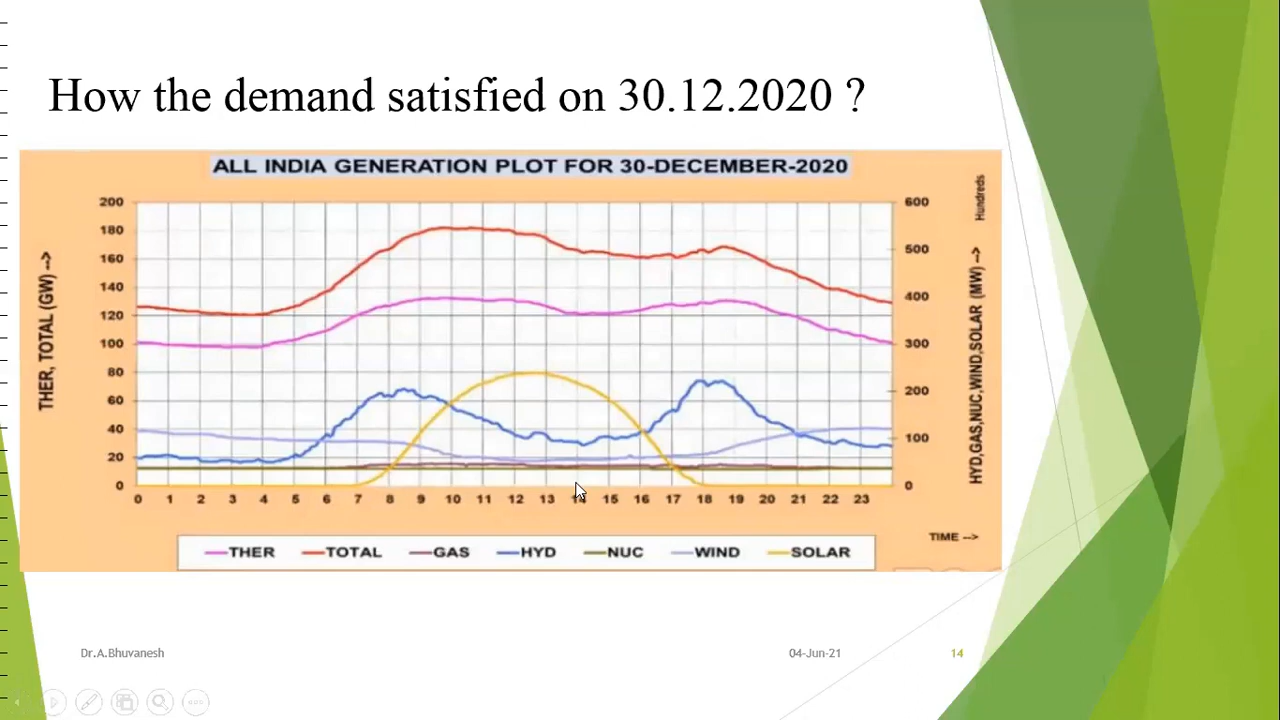 How the demand satisfied on 30.12.2020 ?
ALL INDIA GENERATION PLOT FOR 30-DECEMBER-2020
THER, TOTAL (GW) -->
200
180
160
140
120
100
80
60
40
20
0
Hundreds
HYD,GAS,NUC,WIND,SOLAR (MW) -->
600
500
400
300
200
100
0
0 1 2 3 4 5 6 7 8 9 10 11 12 13 14 15 16 17 18 19 20 21 22 23
TIME -->
THER TOTAL GAS HYD NUC WIND SOLAR
Dr.A.Bhuvanesh 04-Jun-21 14